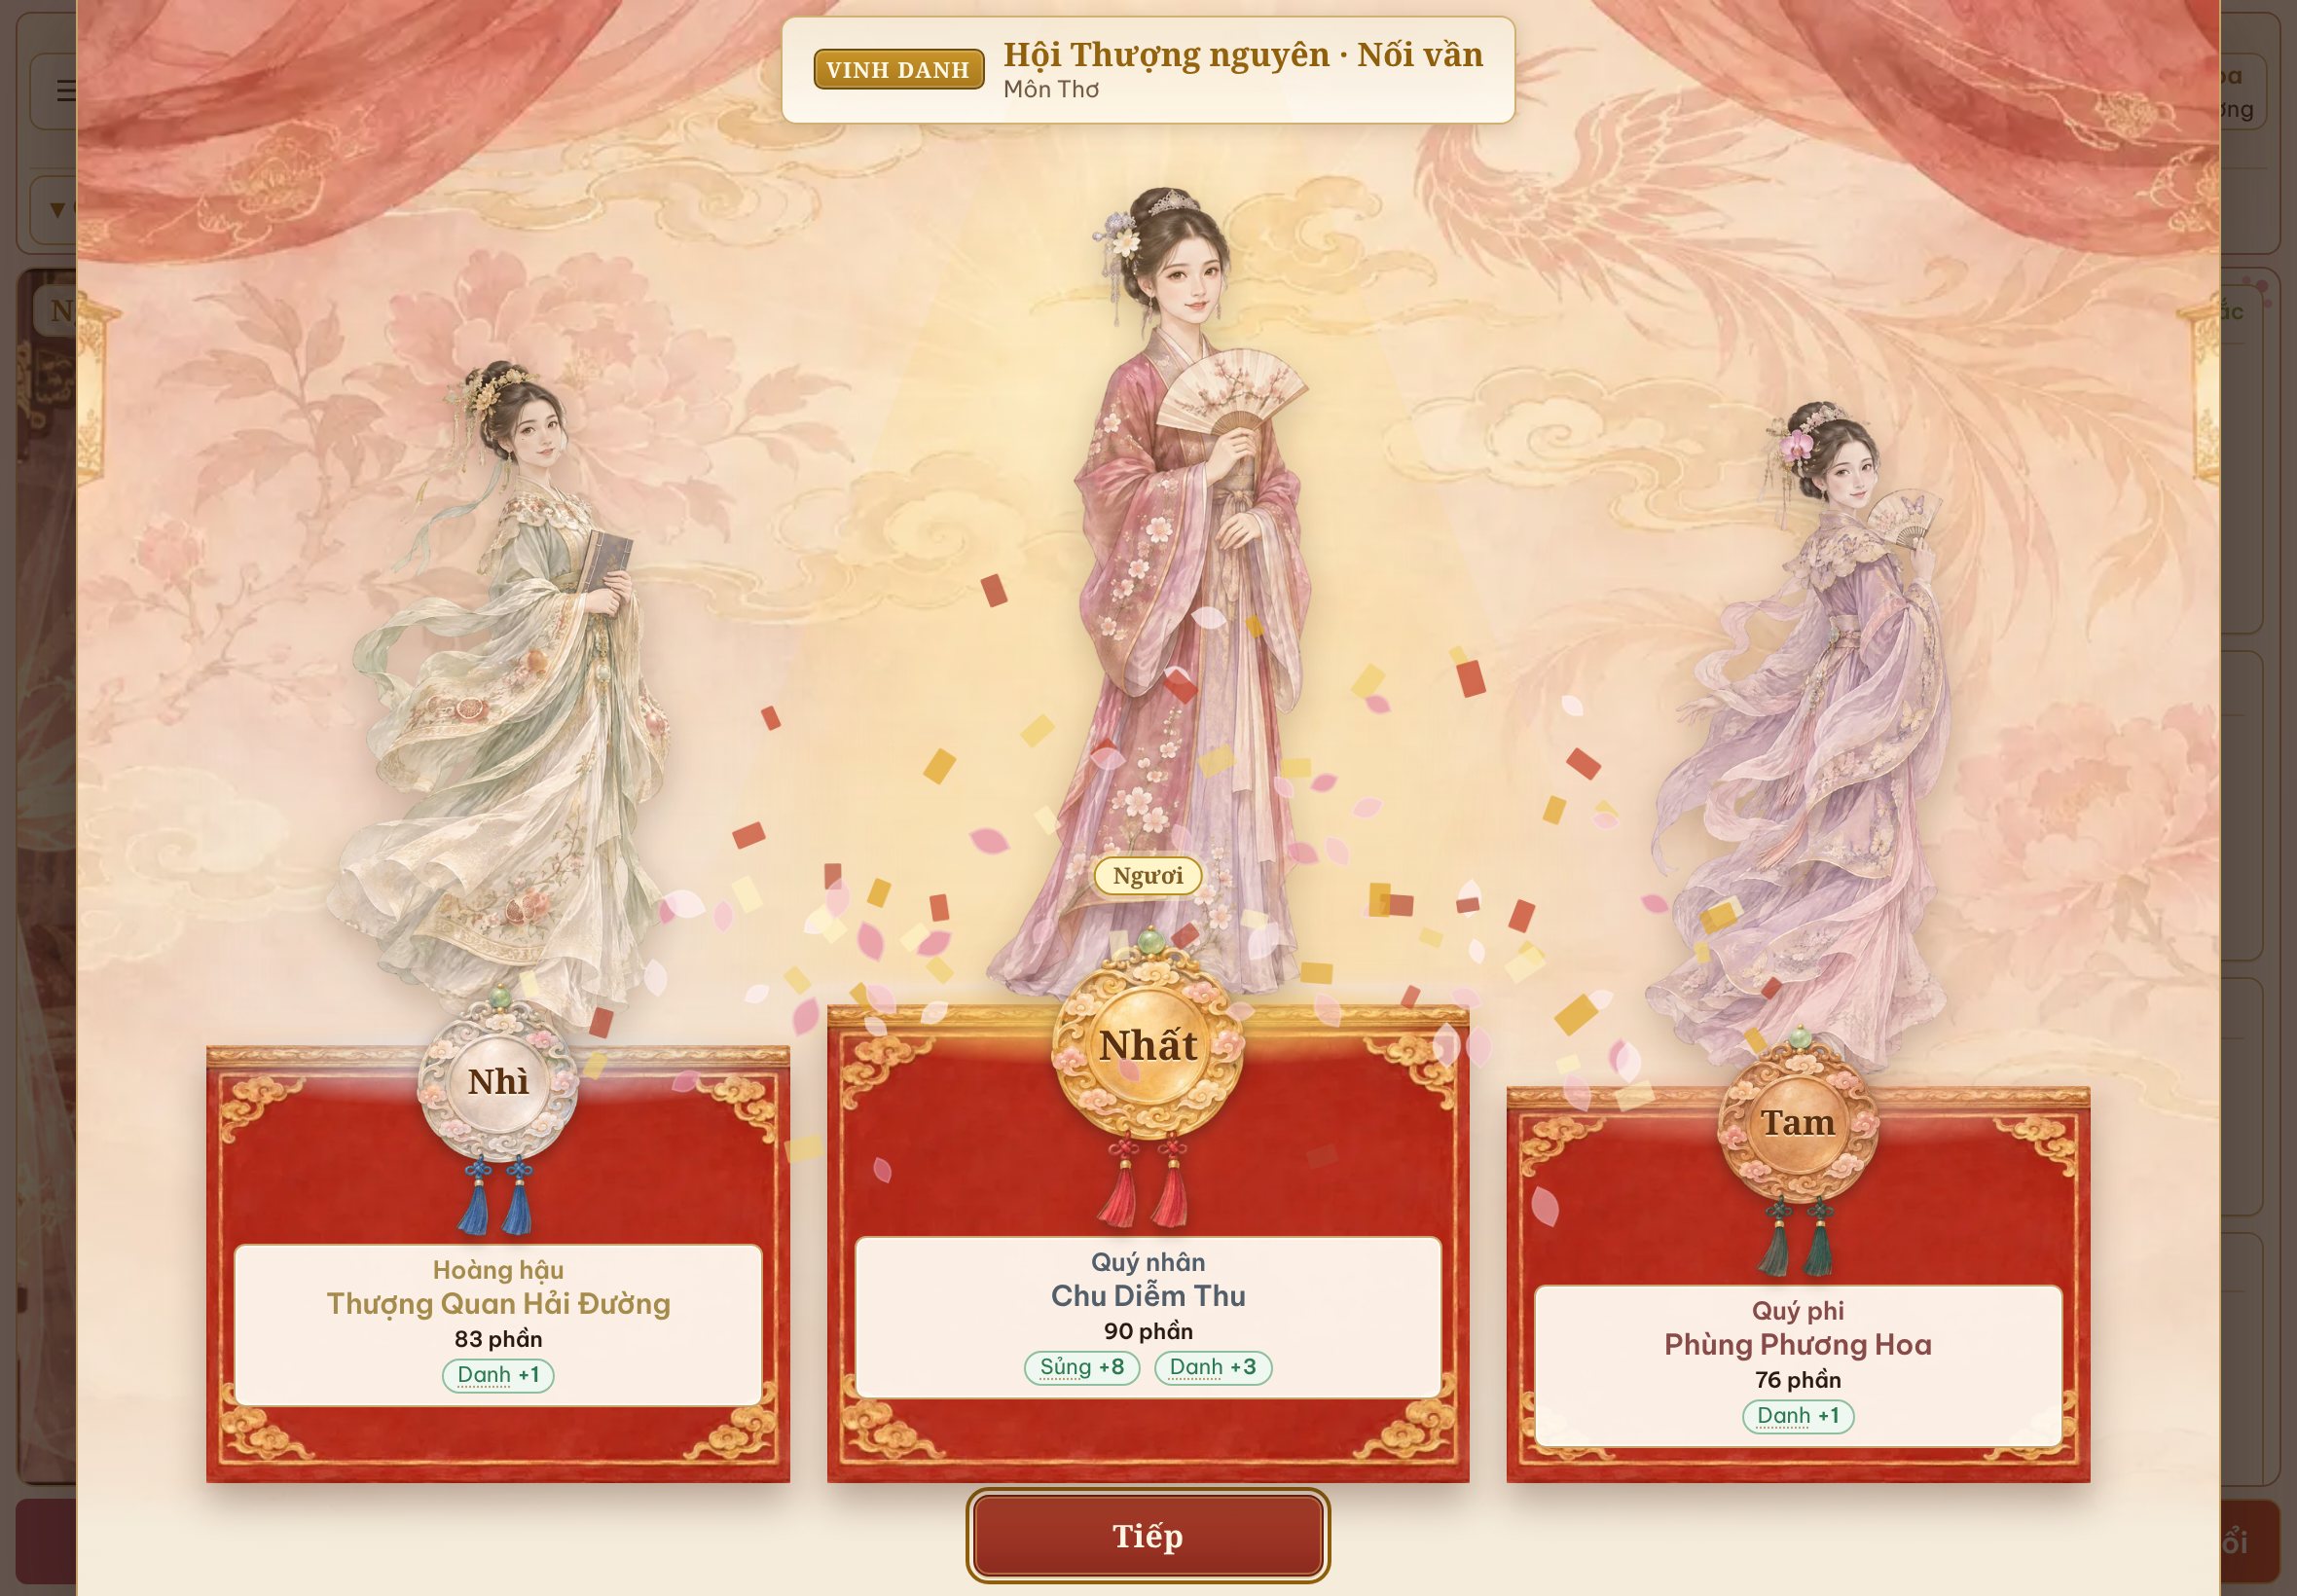 VINH DANH
Hội Thượng nguyên · Nối vần
Môn Thơ
Ngươi
Nhất
Nhì
Tam
Hoàng hậu
Thượng Quan Hải Đường
83 phần
Danh +1
Quý nhân
Chu Diễm Thu
90 phần
Sủng +8 Danh +3
Quý phi
Phùng Phương Hoa
76 phần
Danh +1
Tiếp